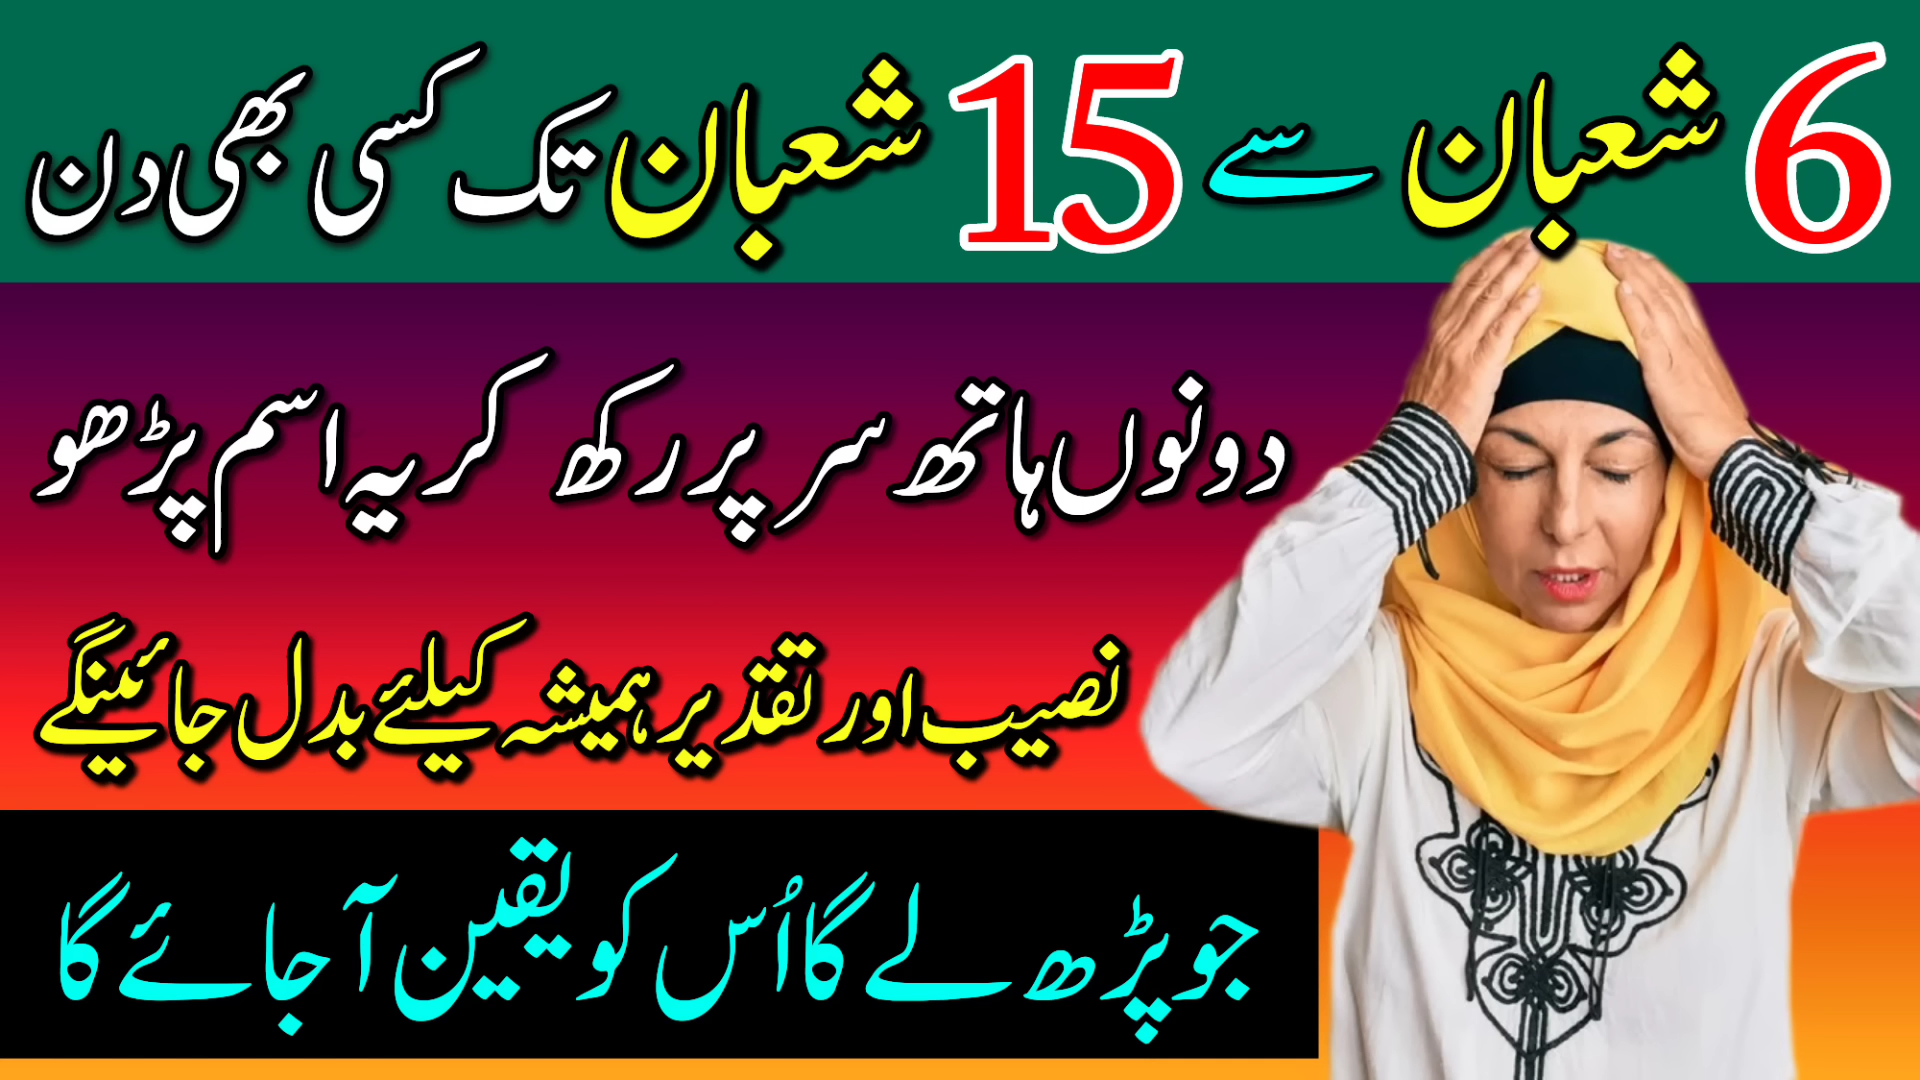 6 شعبان سے 15 شعبان تک کسی بھی دن
دونوں ہاتھ سر پر رکھ کر یہ اسم پڑھو
نصیب اور تقدیر ہمیشہ کیلئے بدل جائینگے
جو پڑھ لے گا اُس کو یقین آ جائے گا